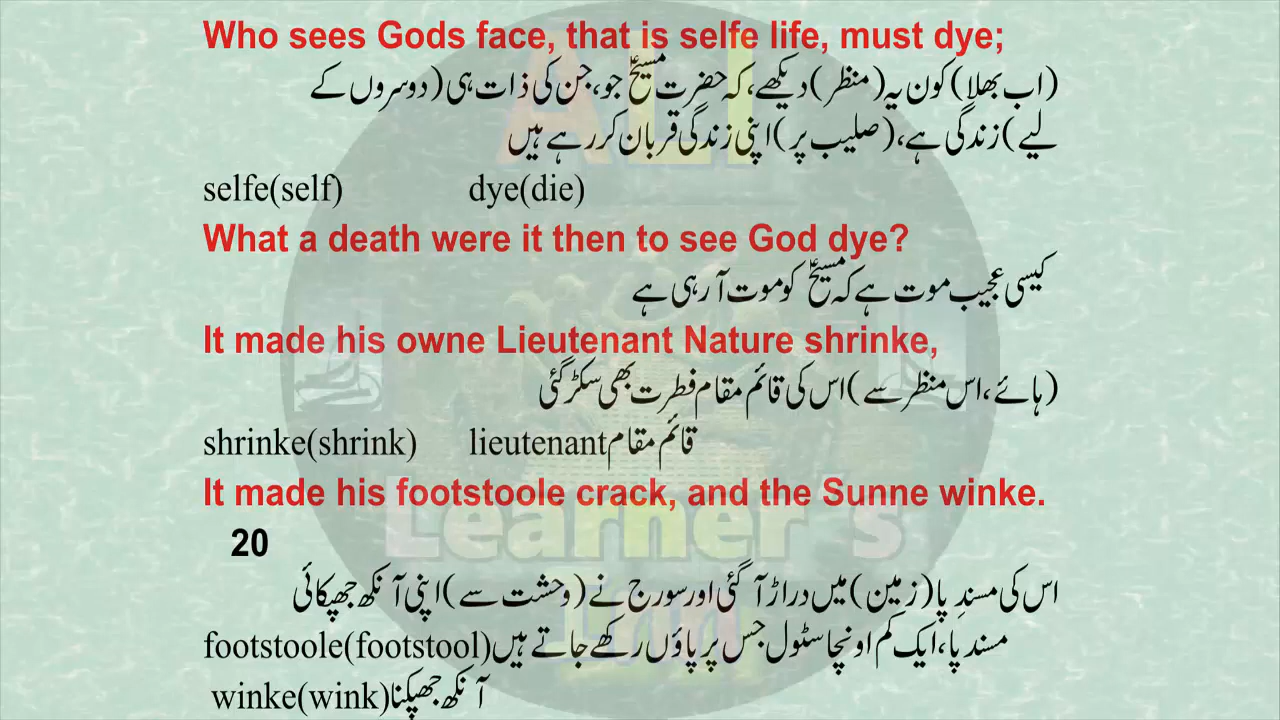 Who sees Gods face, that is selfe life, must dye;
(اب بھلا) کون یہ (منظر) دیکھے، کہ حضرت مسیحؑ جو، جن کی ذات ہی (دوسروں کے
لیے) زندگی ہے، (صلیب پر) اپنی زندگی قربان کر رہے ہیں
selfe(self) dye(die)
What a death were it then to see God dye?
کیسی عجیب موت ہے کہ مسیحؑ کو موت آ رہی ہے
It made his owne Lieutenant Nature shrinke,
(ہائے، اس منظر سے) اس کی قائم مقام فطرت بھی سکڑ گئی
shrinke(shrink) lieutenant قائم مقام
It made his footstoole crack, and the Sunne winke.
20
اس کی مسندِ پا (زمین) میں دراڑ آ گئی اور سورج نے (وحشت سے) اپنی آنکھ جھپکائی
footstoole(footstool) مسند پا، ایک کم اونچا سٹول جس پر پاؤں رکھے جاتے ہیں
winke(wink) آنکھ جھپکنا
ALI
Learner's
Inn